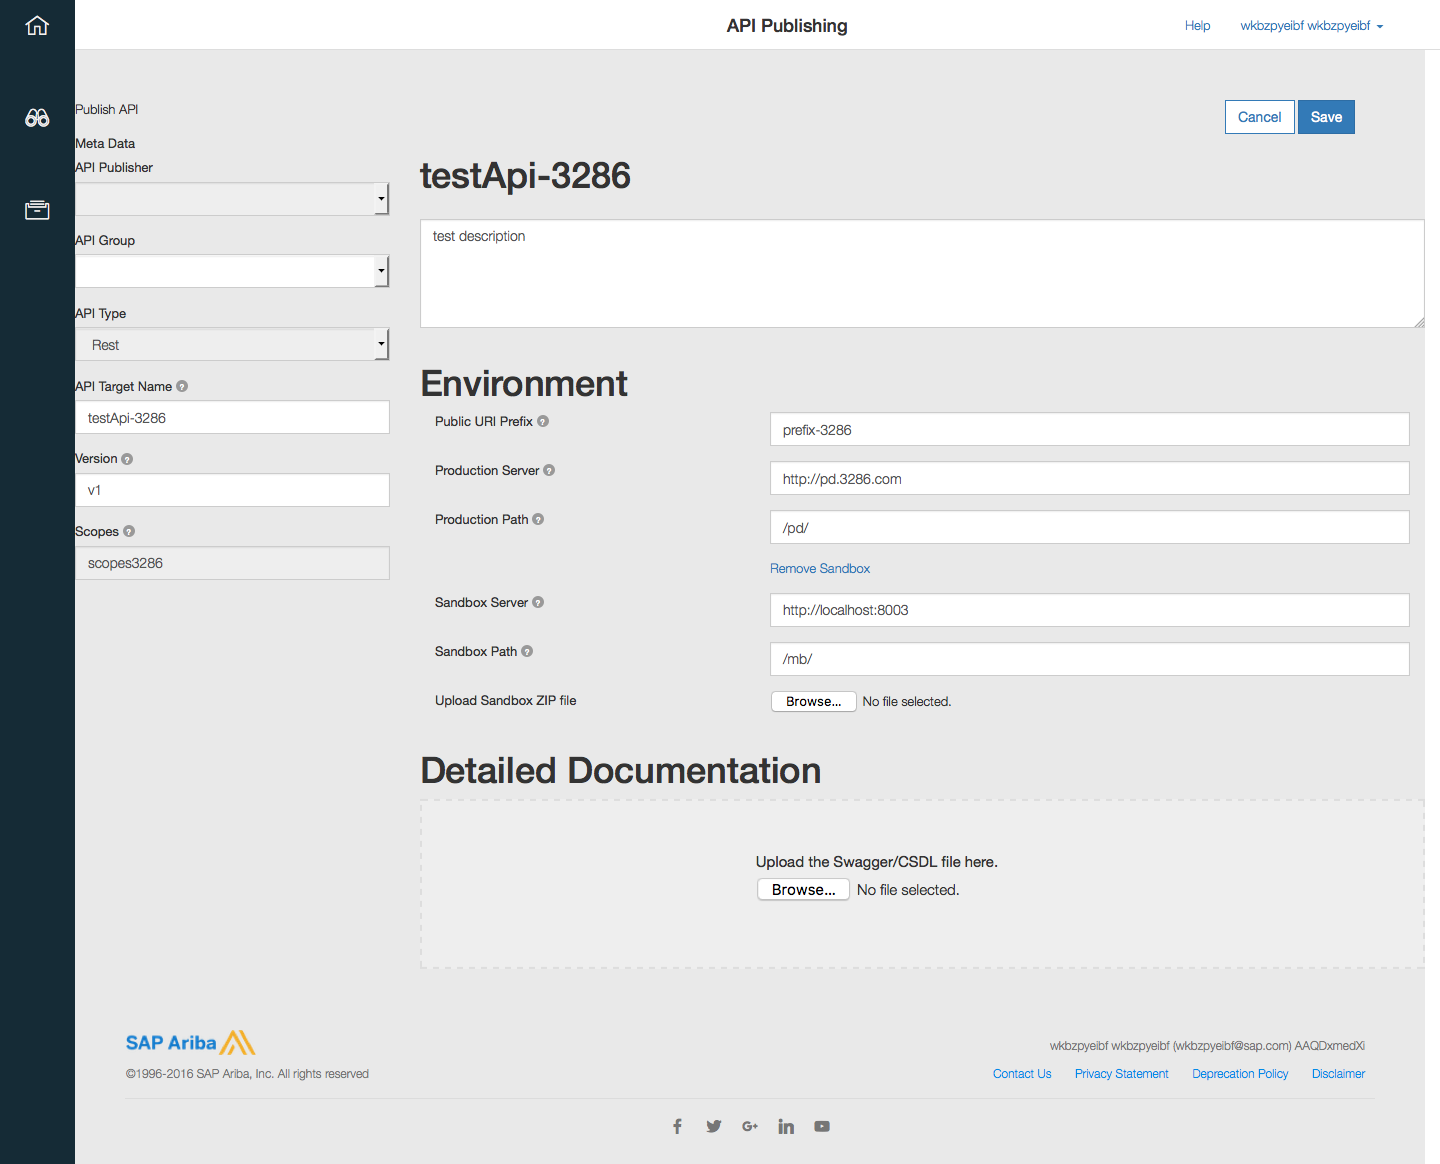 API Publishing
Help
wkbzpyeibf wkbzpyeibf
Publish API
Cancel
Save
Meta Data
API Publisher
API Group
API Type
Rest
API Target Name
testApi-3286
Version
v1
Scopes
scopes3286
testApi-3286
test description
Environment
Public URI Prefix
prefix-3286
Production Server
http://pd.3286.com
Production Path
/pd/
Remove Sandbox
Sandbox Server
http://localhost:8003
Sandbox Path
/mb/
Upload Sandbox ZIP file
Browse... No file selected.
Detailed Documentation
Upload the Swagger/CSDL file here.
Browse... No file selected.
SAP Ariba
©1996-2016 SAP Ariba, Inc. All rights reserved
wkbzpyeibf wkbzpyeibf (wkbzpyeibf@sap.com) AAQDxmedXi
Contact Us Privacy Statement Deprecation Policy Disclaimer